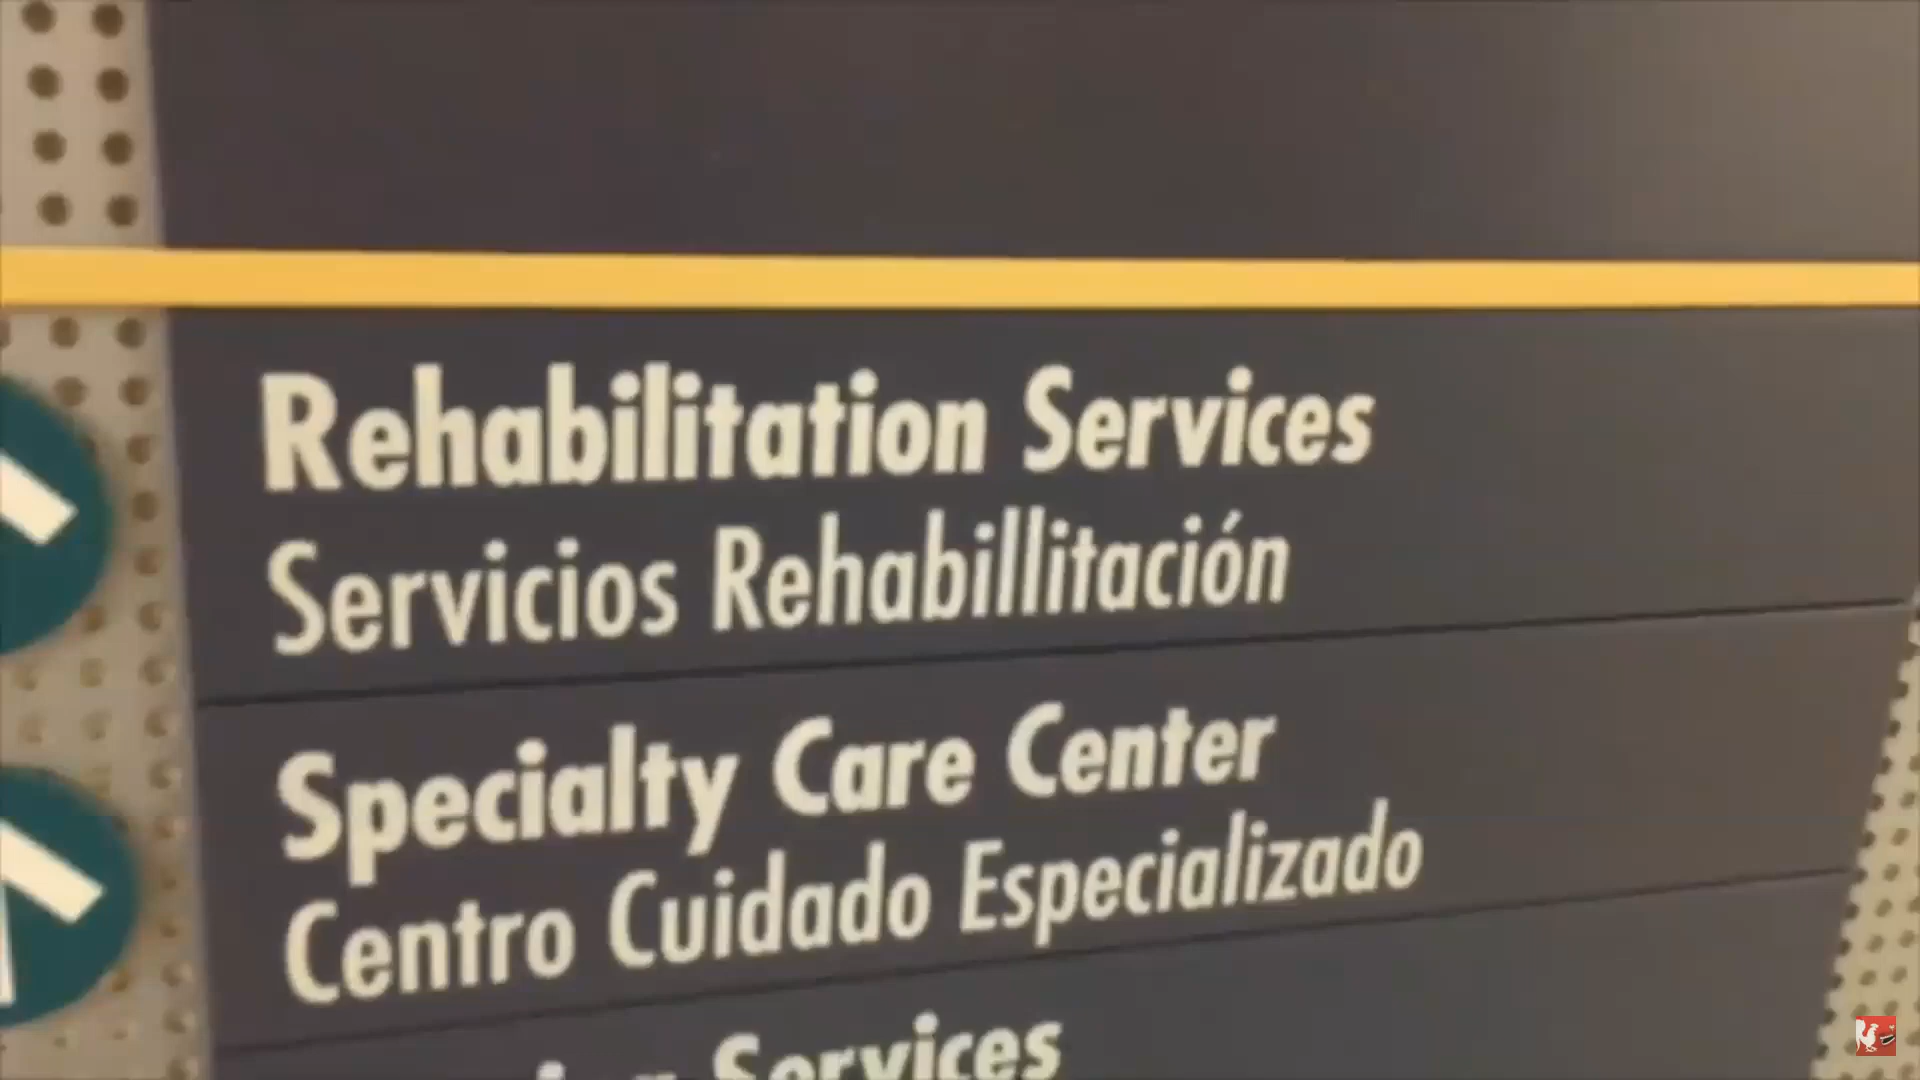 Rehabilitation Services
Servicios Rehabillitación
Specialty Care Center
Centro Cuidado Especializado
Services